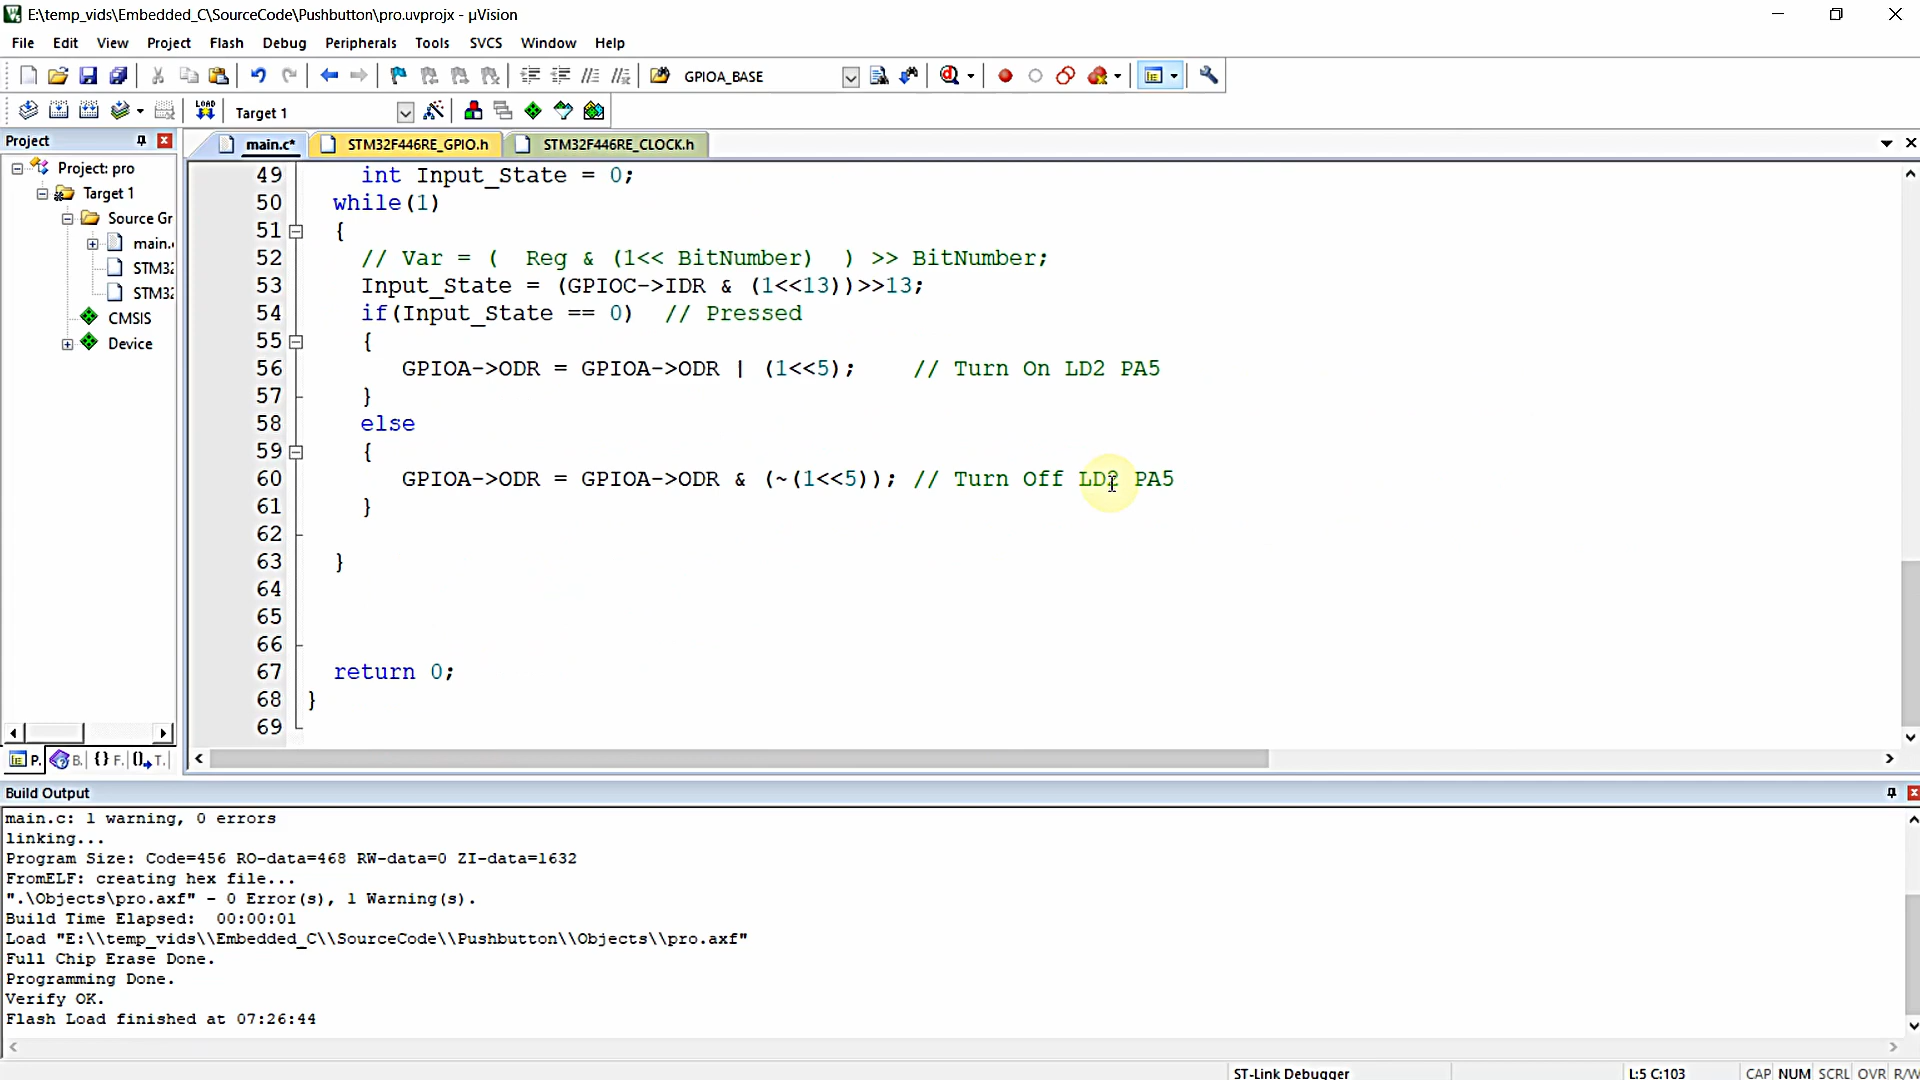 E:\temp_vids\Embedded_C\SourceCode\Pushbutton\pro.uvprojx - µVision
File Edit View Project Flash Debug Peripherals Tools SVCS Window Help
GPIOA_BASE
LOAD Target 1
Project
main.c* STM32F446RE_GPIO.h STM32F446RE_CLOCK.h
Project: pro
Target 1
Source Gr
main.
STM32
STM32
CMSIS
Device
49 int Input_State = 0;
50 while(1)
51 {
52 // Var = ( Reg & (1<< BitNumber) ) >> BitNumber;
53 Input_State = (GPIOC->IDR & (1<<13))>>13;
54 if(Input_State == 0) // Pressed
55 {
56 GPIOA->ODR = GPIOA->ODR | (1<<5); // Turn On LD2 PA5
57 }
58 else
59 {
60 GPIOA->ODR = GPIOA->ODR & (~(1<<5)); // Turn Off LD2 PA5
61 }
62
63 }
64
65
66
67 return 0;
68 }
69
P. B. {} F. T.
Build Output
main.c: 1 warning, 0 errors
linking...
Program Size: Code=456 RO-data=468 RW-data=0 ZI-data=1632
FromELF: creating hex file...
".\Objects\pro.axf" - 0 Error(s), 1 Warning(s).
Build Time Elapsed: 00:00:01
Load "E:\\temp_vids\\Embedded_C\\SourceCode\\Pushbutton\\Objects\\pro.axf"
Full Chip Erase Done.
Programming Done.
Verify OK.
Flash Load finished at 07:26:44
ST-Link Debugger L:5 C:103 CAP NUM SCRL OVR R/W